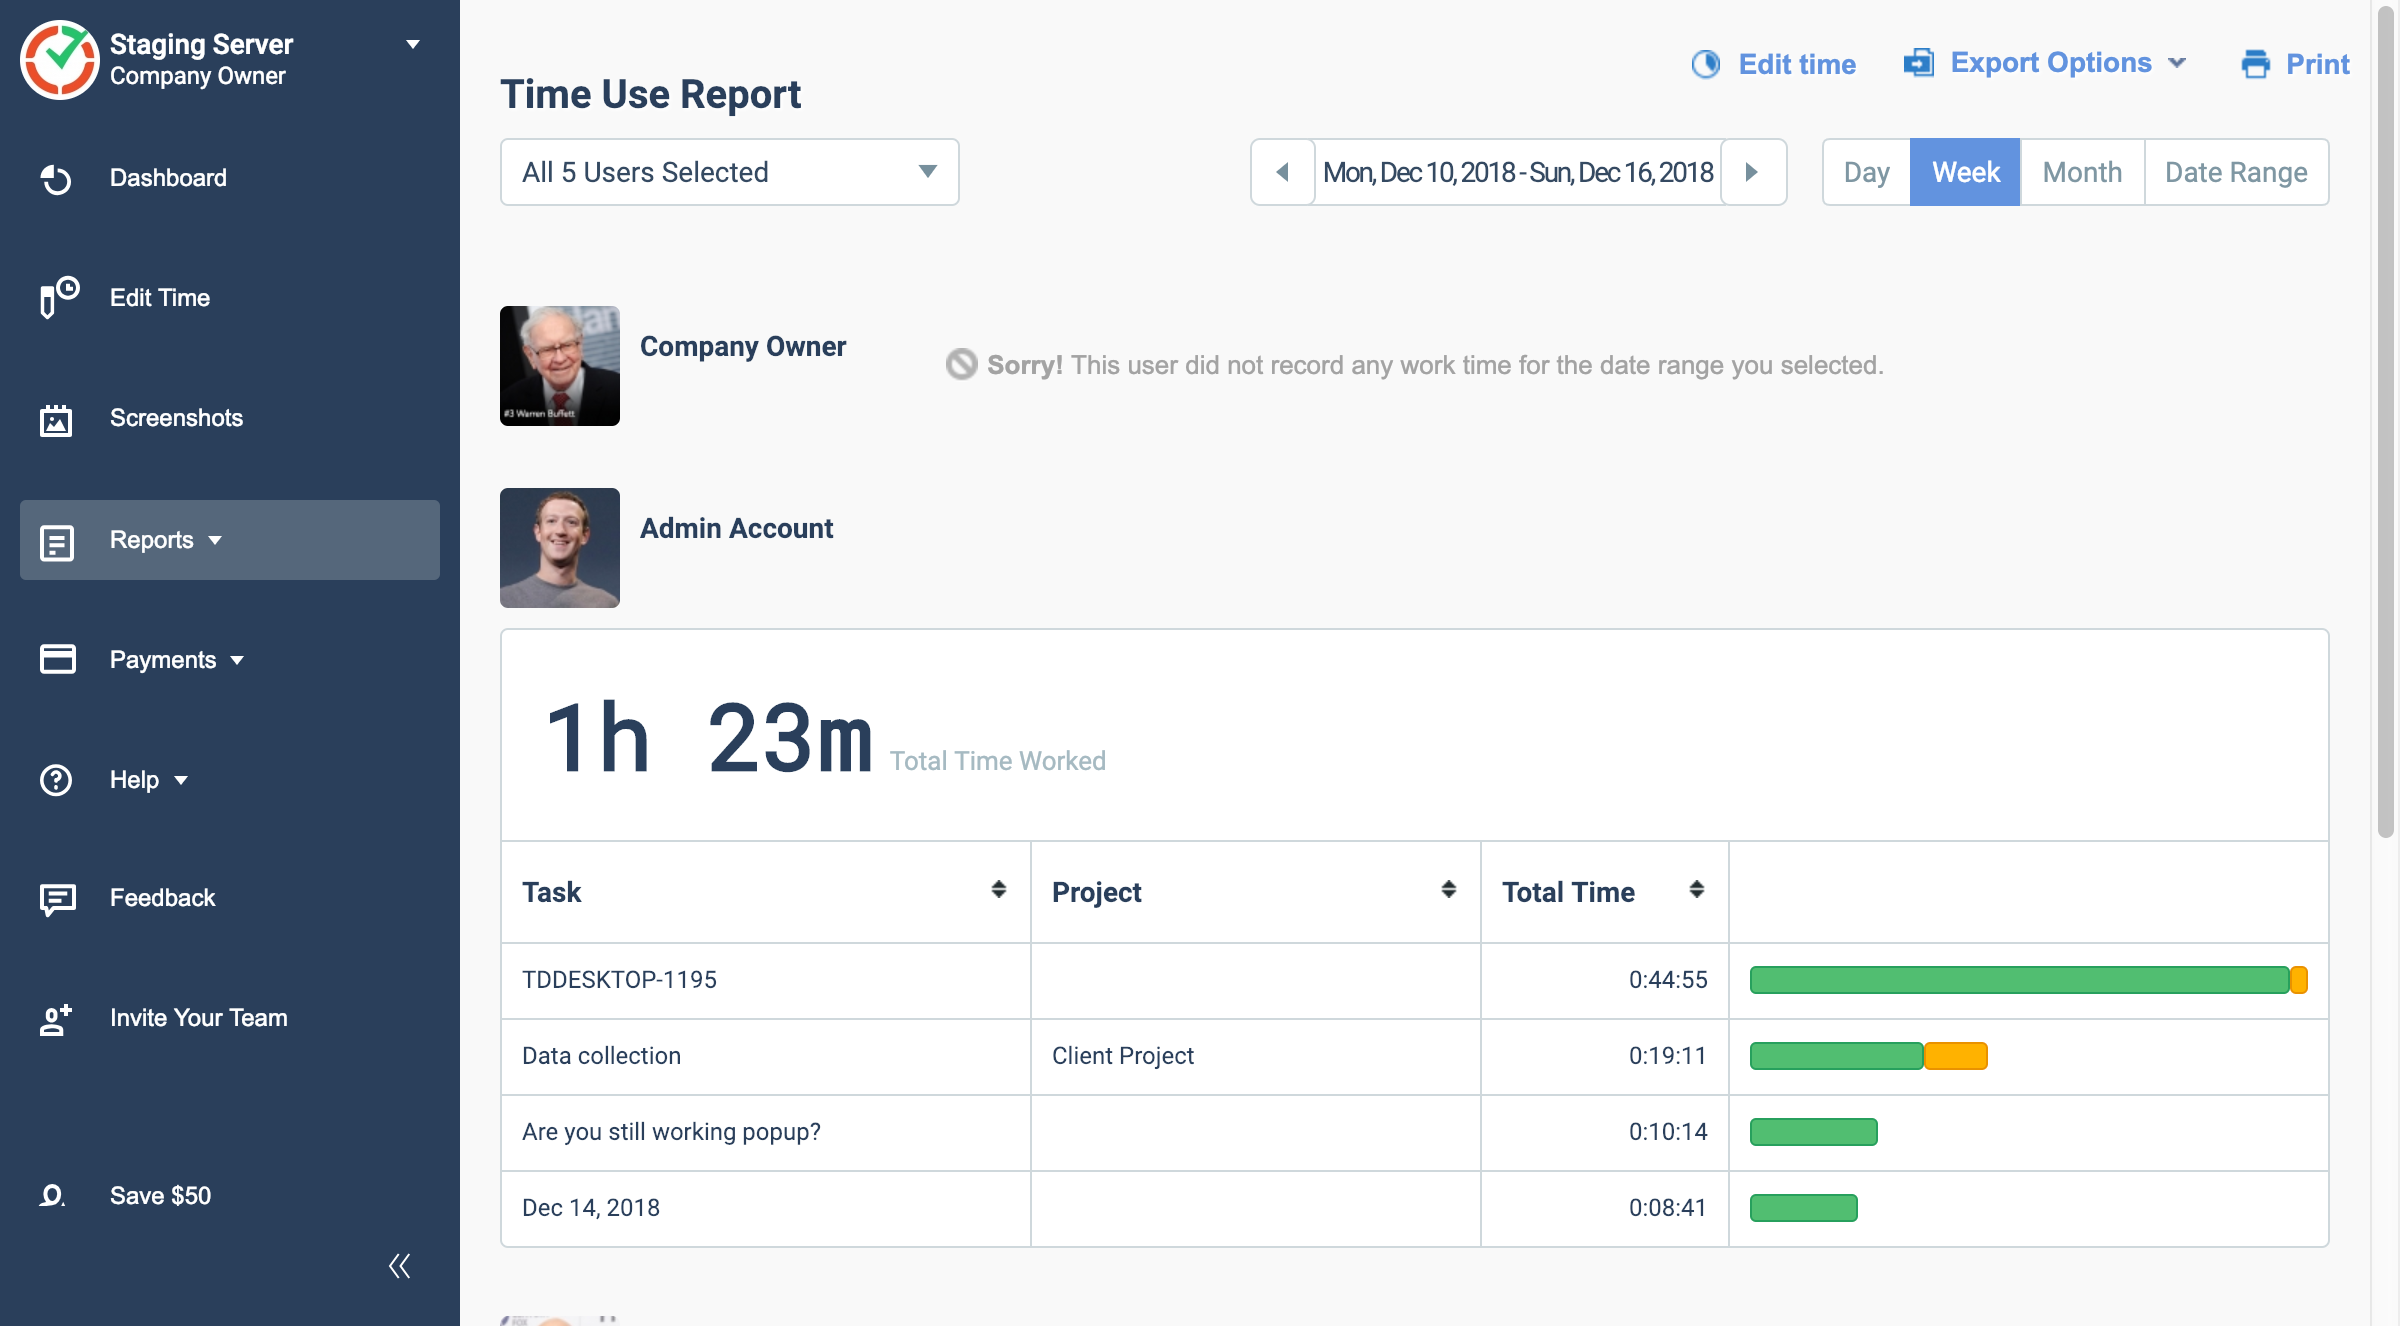 Staging Server
Company Owner
Dashboard
Edit Time
Screenshots
Reports
Payments
Help
Feedback
Invite Your Team
Save $50
Edit time
Export Options
Print
Time Use Report
All 5 Users Selected
Mon, Dec 10, 2018 - Sun, Dec 16, 2018
Day
Week
Month
Date Range
#3 Warren Buffett
Company Owner
Sorry! This user did not record any work time for the date range you selected.
Admin Account
1h 23m Total Time Worked
Task Project Total Time
TDDESKTOP-1195 0:44:55
Data collection Client Project 0:19:11
Are you still working popup? 0:10:14
Dec 14, 2018 0:08:41